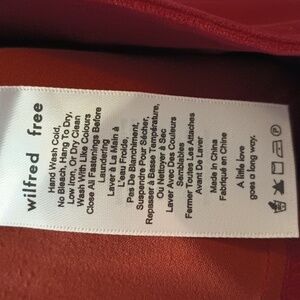 wilfred free
Hand Wash Cold,
No Bleach, Hang To Dry,
Low Iron, Or Dry Clean
Wash With Like Colours
Close All Fastenings Before
Laundering
Laver À La Main À
L'eau Froide,
Pas De Blanchiment,
Suspendre Pour Sécher,
Repasser à Basse Température,
Ou Nettoyer à Sec
Laver Avec Des Couleurs
Semblables
Fermer Toutes Les Attaches
Avant De Laver
Made in China
Fabriqué en Chine
A little love
goes a long way.